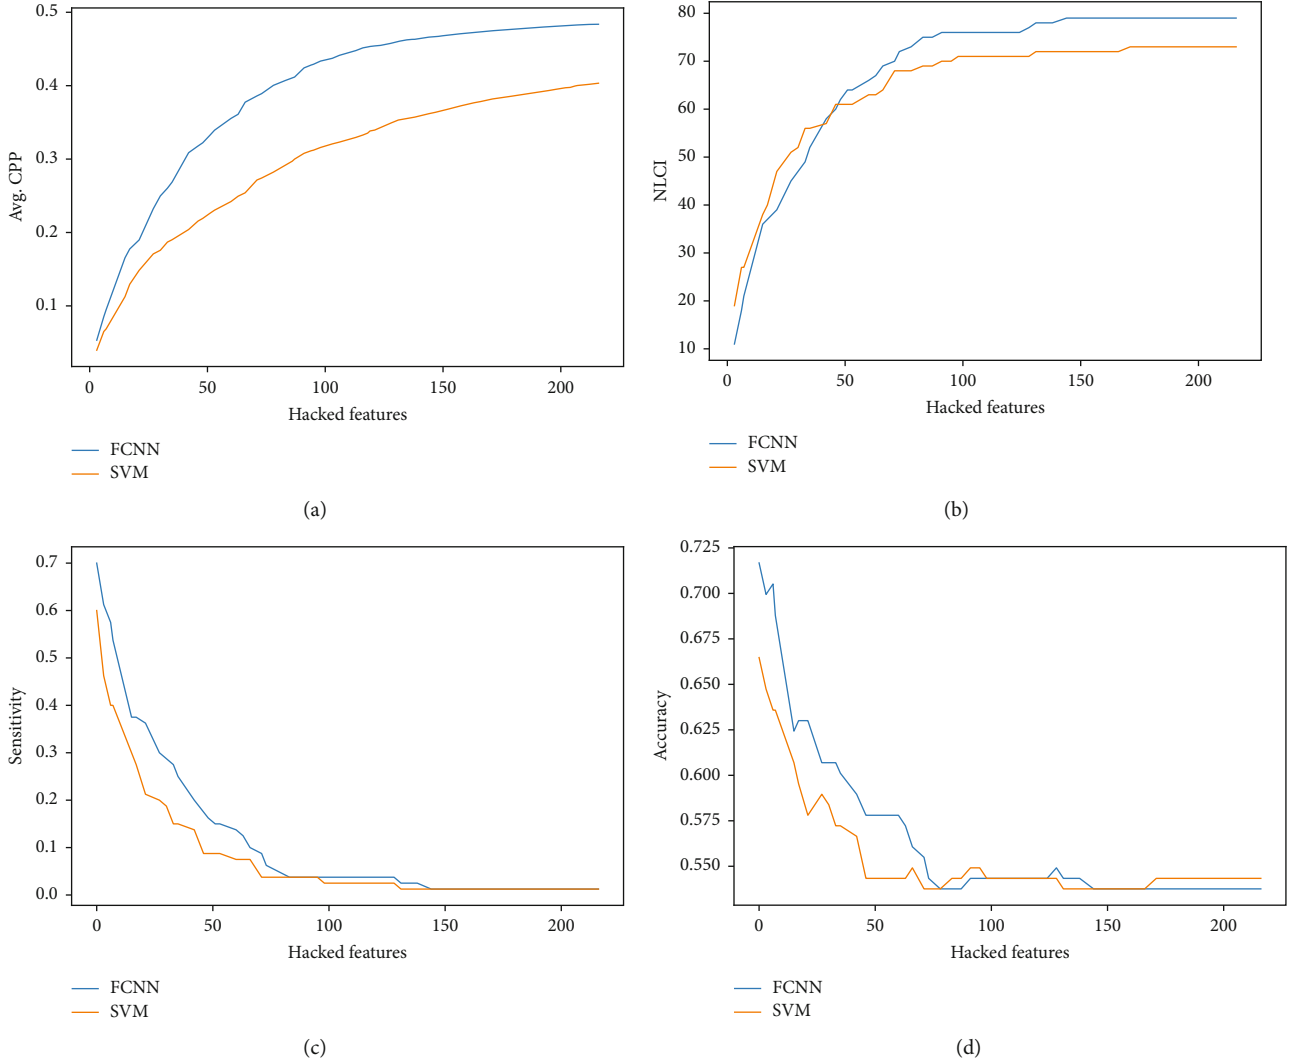 0.5
0.4
0.3
0.2
0.1
Avg. CPP
0 50 100 150 200
Hacked features
FCNN
SVM
(a)
80
70
60
50
40
30
20
10
NLCI
0 50 100 150 200
Hacked features
FCNN
SVM
(b)
0.7
0.6
0.5
0.4
0.3
0.2
0.1
0.0
Sensitivity
0 50 100 150 200
Hacked features
FCNN
SVM
(c)
0.725
0.700
0.675
0.650
0.625
0.600
0.575
0.550
Accuracy
0 50 100 150 200
Hacked features
FCNN
SVM
(d)